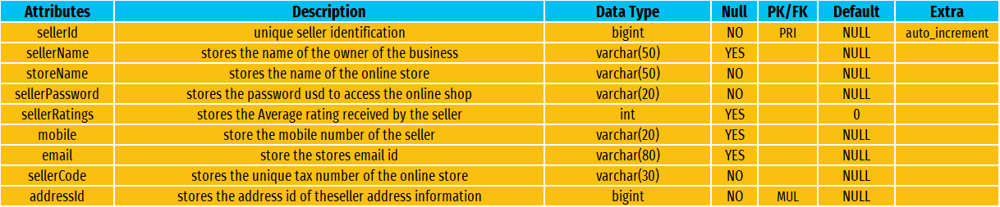 Attributes Description Data Type Null PK/FK Default Extra
sellerId unique seller identification bigint NO PRI NULL auto_increment
sellerName stores the name of the owner of the business varchar(50) YES NULL
storeName stores the name of the online store varchar(50) NO NULL
sellerPassword stores the password usd to access the online shop varchar(20) NO NULL
sellerRatings stores the Average rating received by the seller int YES 0
mobile store the mobile number of the seller varchar(20) YES NULL
email store the stores email id varchar(80) YES NULL
sellerCode stores the unique tax number of the online store varchar(30) NO NULL
addressId stores the address id of theseller address information bigint NO MUL NULL